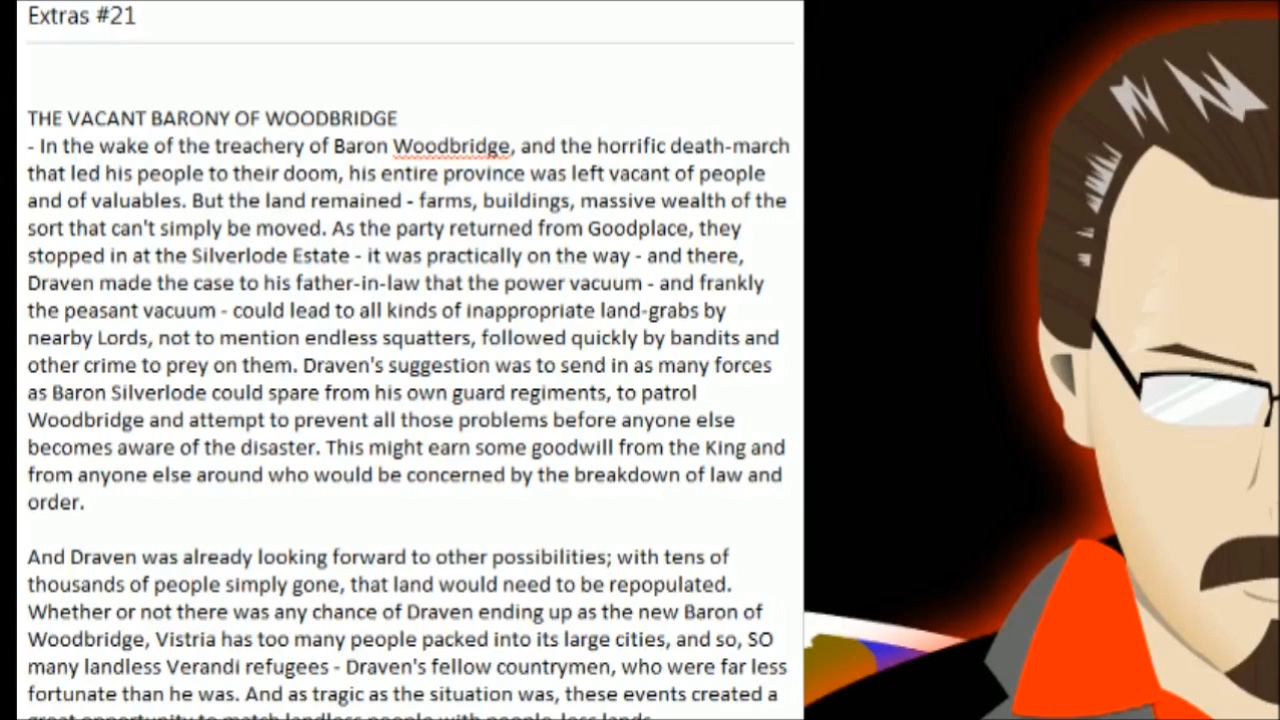 Extras #21
THE VACANT BARONY OF WOODBRIDGE
- In the wake of the treachery of Baron Woodbridge, and the horrific death-march
that led his people to their doom, his entire province was left vacant of people
and of valuables. But the land remained - farms, buildings, massive wealth of the
sort that can't simply be moved. As the party returned from Goodplace, they
stopped in at the Silverlode Estate - it was practically on the way - and there,
Draven made the case to his father-in-law that the power vacuum - and frankly
the peasant vacuum - could lead to all kinds of inappropriate land-grabs by
nearby Lords, not to mention endless squatters, followed quickly by bandits and
other crime to prey on them. Draven's suggestion was to send in as many forces
as Baron Silverlode could spare from his own guard regiments, to patrol
Woodbridge and attempt to prevent all those problems before anyone else
becomes aware of the disaster. This might earn some goodwill from the King and
from anyone else around who would be concerned by the breakdown of law and
order.
And Draven was already looking forward to other possibilities; with tens of
thousands of people simply gone, that land would need to be repopulated.
Whether or not there was any chance of Draven ending up as the new Baron of
Woodbridge, Vistria has too many people packed into its large cities, and so, SO
many landless Verandi refugees - Draven's fellow countrymen, who were far less
fortunate than he was. And as tragic as the situation was, these events created a
great opportunity to match landless people with people-less lands.